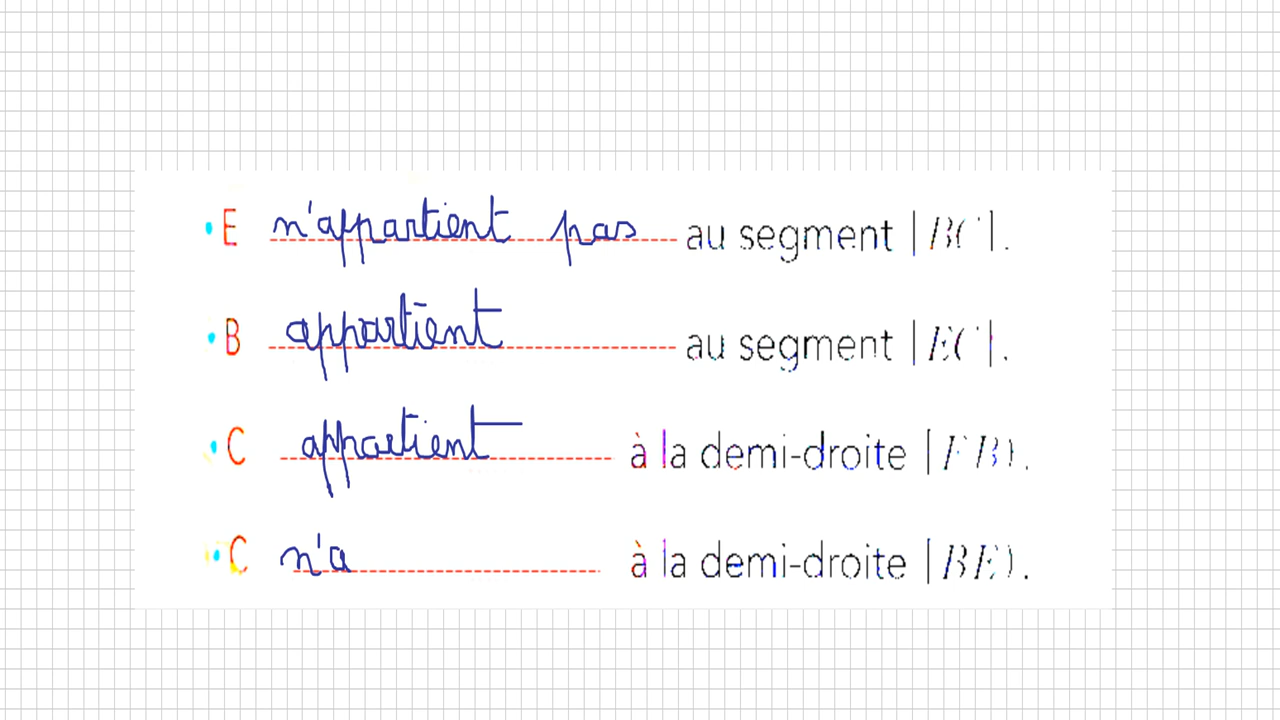 • E n'appartient pas au segment [BC].
• B appartient au segment [EC].
• C appartient à la demi-droite [EB).
• C n'a à la demi-droite [BE).